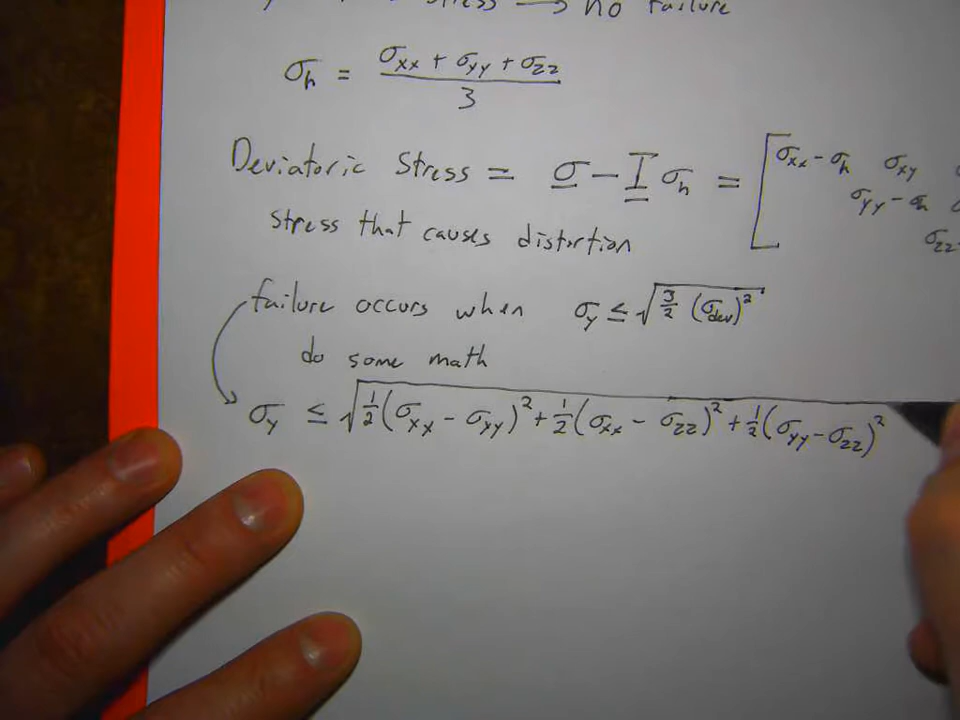 stress → no failure
σh = (σxx + σyy + σzz) / 3
Deviatoric Stress = σ − I σh = [σxx − σh σxy
σyy − σh
σzz
stress that causes distortion
failure occurs when σy ≤ √(3/2 (σdev)²)
do some math
σy ≤ √(1/2 (σxx − σyy)² + 1/2 (σxx − σzz)² + 1/2 (σyy − σzz)²